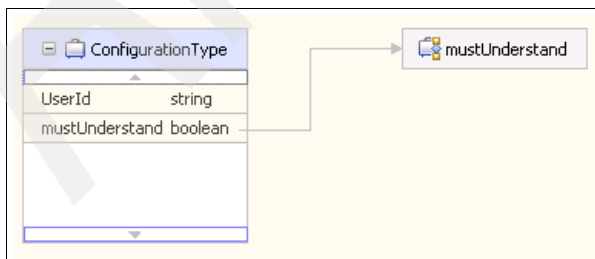 ConfigurationType
mustUnderstand
UserId string
mustUnderstand boolean